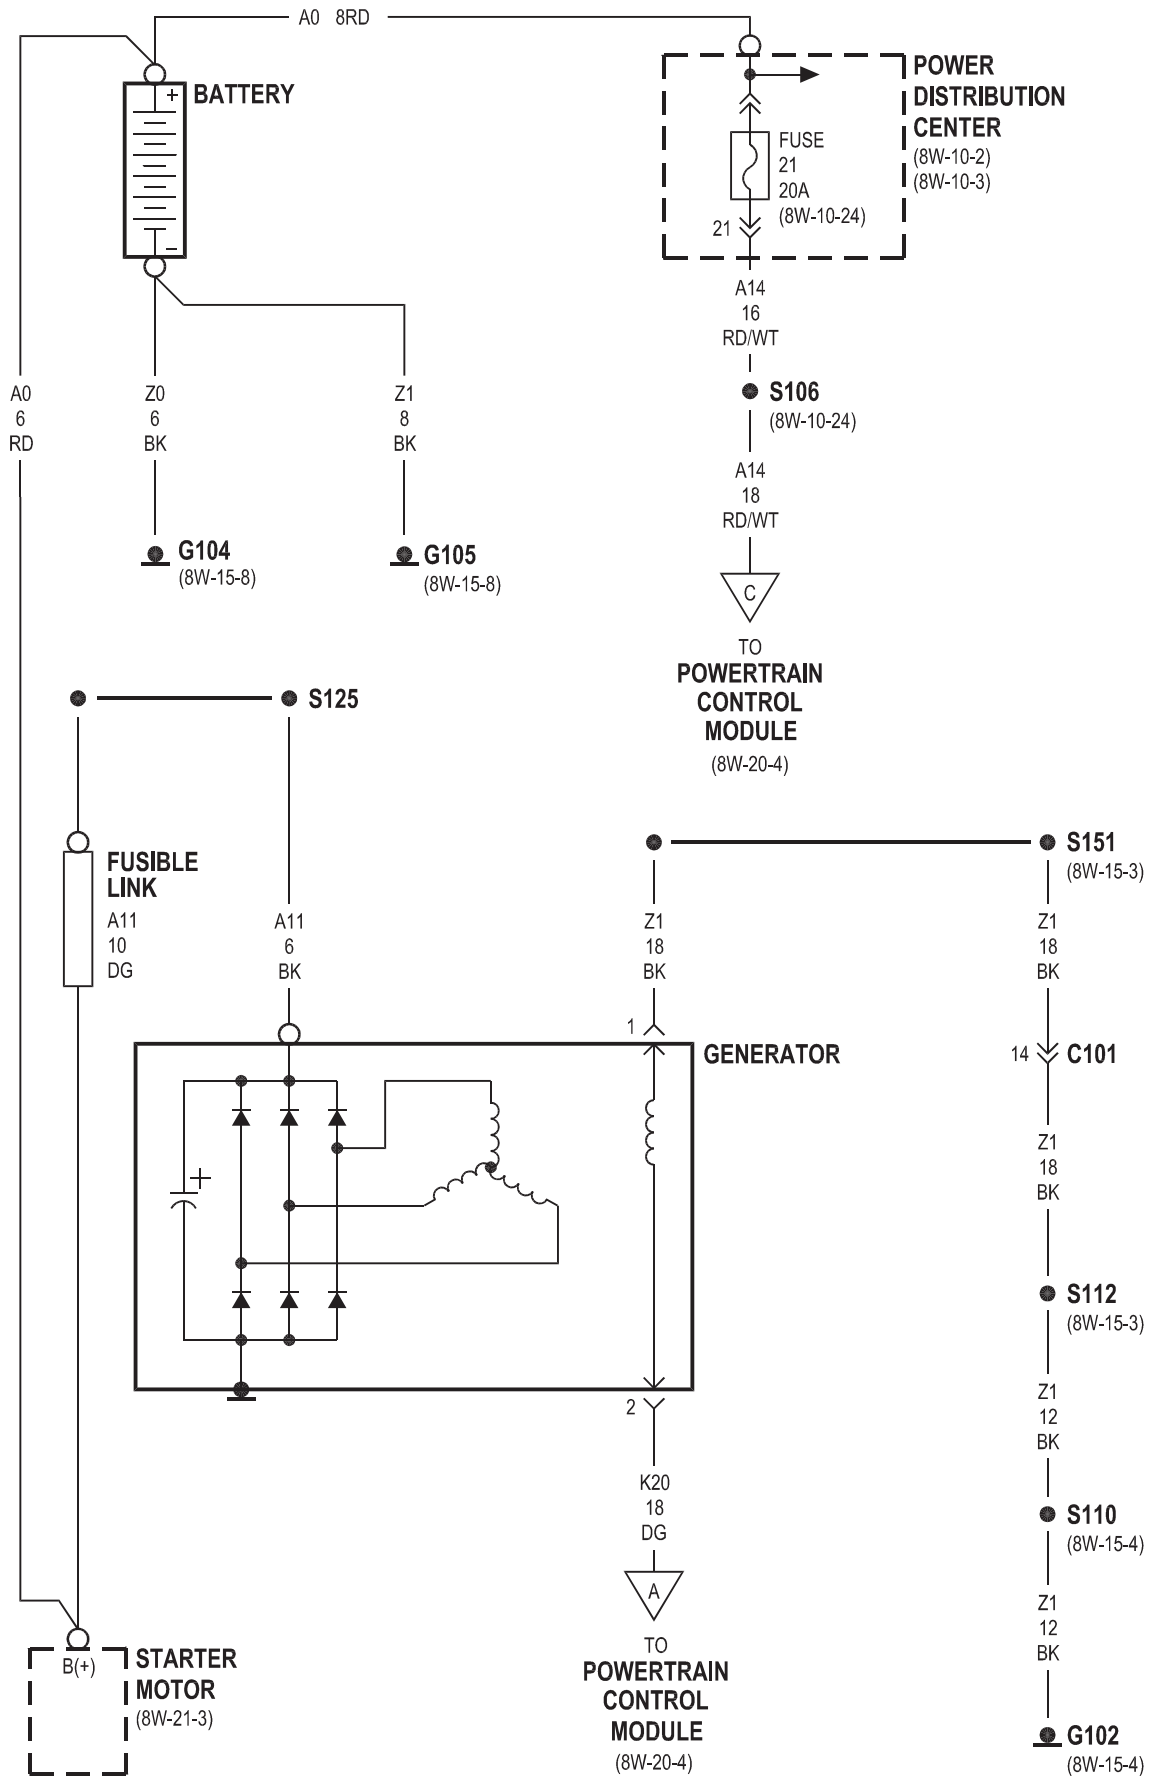 A0 8RD
BATTERY
+
−
POWER
DISTRIBUTION
CENTER
(8W-10-2)
(8W-10-3)
FUSE
21
20A
(8W-10-24)
21
A14
16
RD/WT
S106
(8W-10-24)
A14
18
RD/WT
C
TO
POWERTRAIN
CONTROL
MODULE
(8W-20-4)
A0
6
RD
Z0
6
BK
Z1
8
BK
G104
(8W-15-8)
G105
(8W-15-8)
S125
FUSIBLE
LINK
A11
10
DG
A11
6
BK
Z1
18
BK
1
S151
(8W-15-3)
Z1
18
BK
14
C101
Z1
18
BK
S112
(8W-15-3)
Z1
12
BK
S110
(8W-15-4)
Z1
12
BK
G102
(8W-15-4)
GENERATOR
+
2
K20
18
DG
A
TO
POWERTRAIN
CONTROL
MODULE
(8W-20-4)
B(+)
STARTER
MOTOR
(8W-21-3)